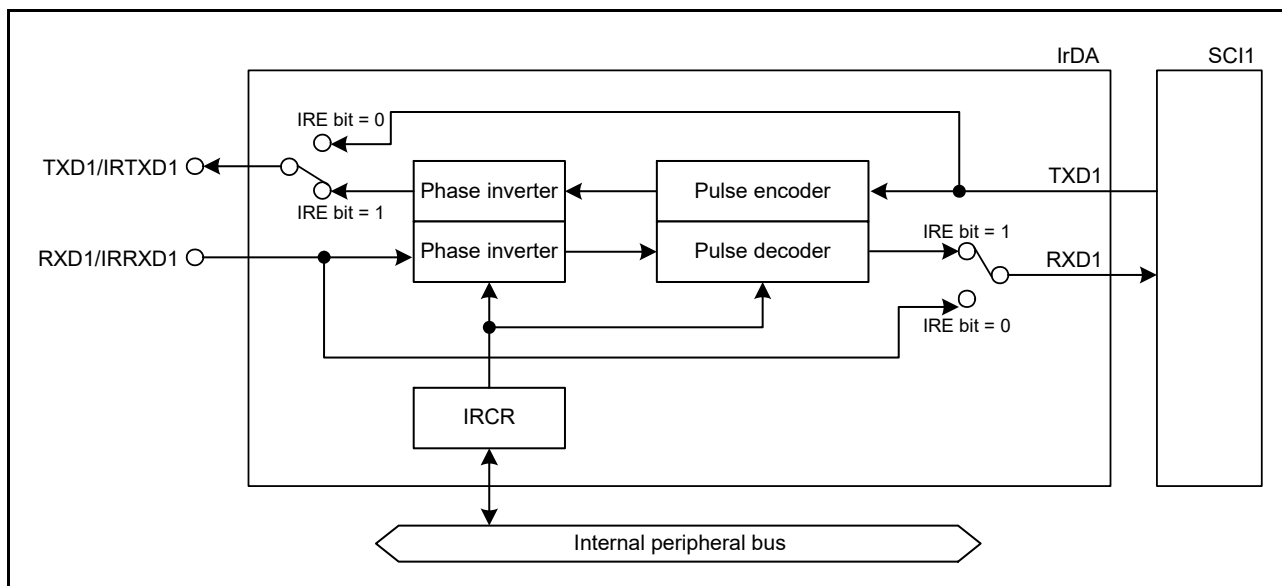 IrDA
SCI1
IRE bit = 0
TXD1/IRTXD1
Phase inverter
Pulse encoder
TXD1
IRE bit = 1
RXD1/IRRXD1
Phase inverter
Pulse decoder
IRE bit = 1
RXD1
IRE bit = 0
IRCR
Internal peripheral bus